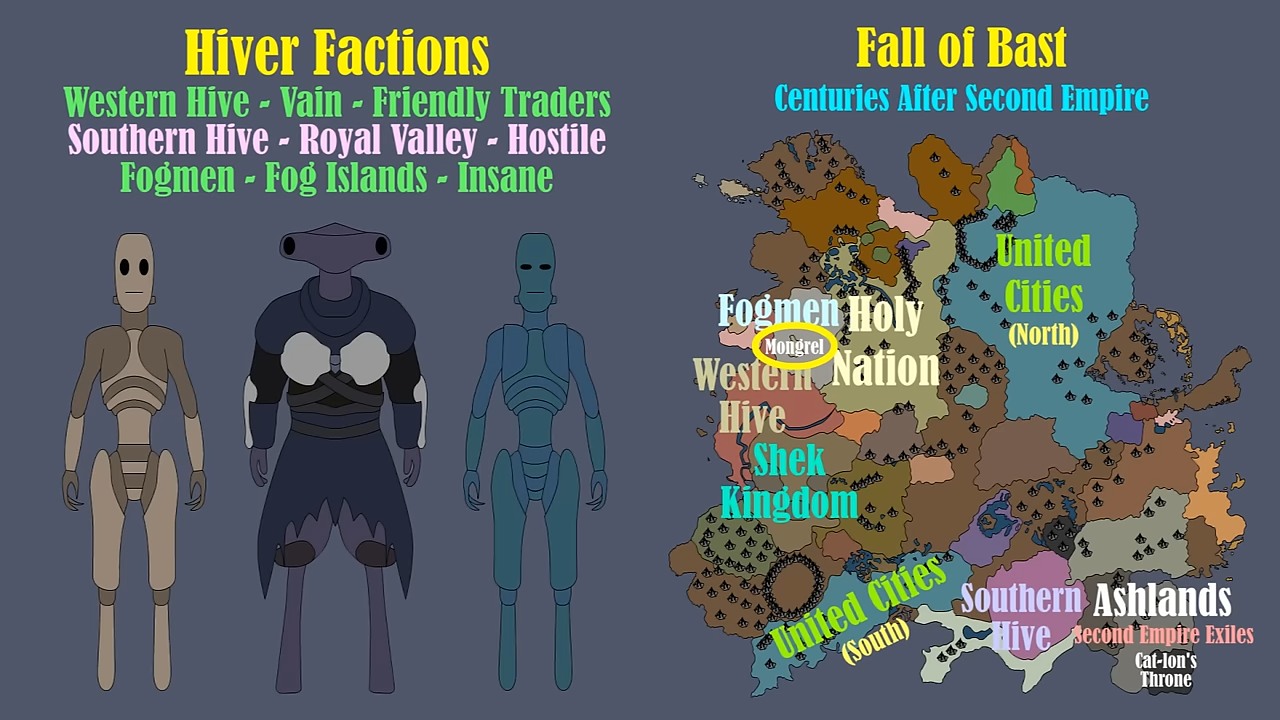 Hiver Factions
Western Hive - Vain - Friendly Traders
Southern Hive - Royal Valley - Hostile
Fogmen - Fog Islands - Insane
Fall of Bast
Centuries After Second Empire
United
Cities
(North)
Fogmen
Holy
Nation
Mongrel
Western
Hive
Shek
Kingdom
United Cities
(South)
Southern
Hive
Ashlands
Second Empire Exiles
Cat-lon's
Throne